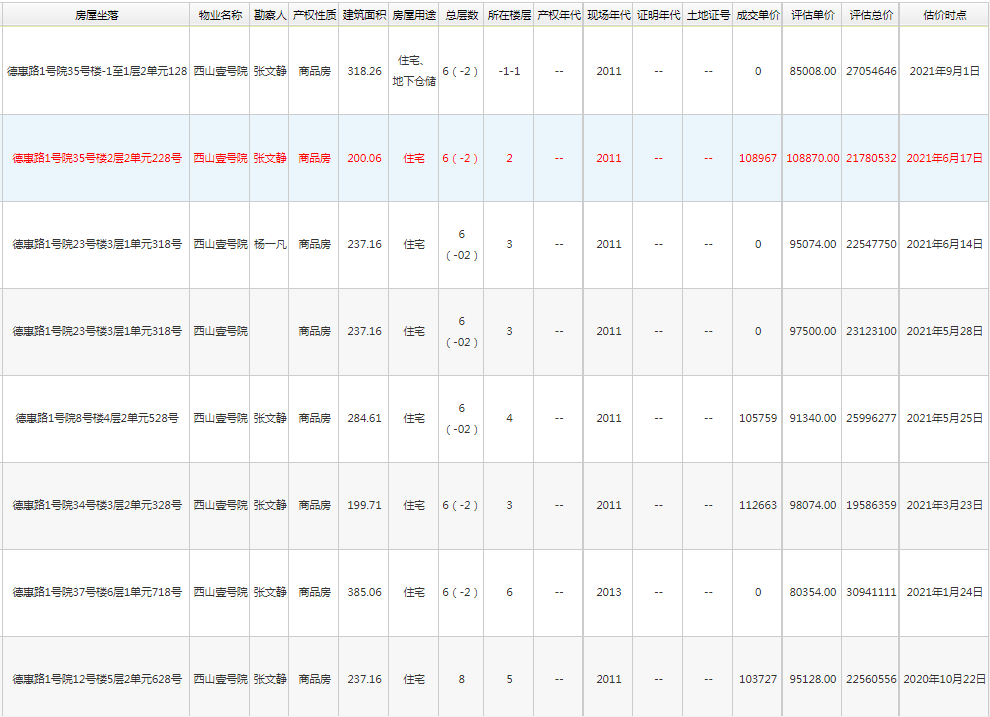 房屋坐落 物业名称 勘察人 产权性质 建筑面积 房屋用途 总层数 所在楼层 产权年代 现场年代 证明年代 土地证号 成交单价 评估单价 评估总价 估价时点
德惠路1号院35号楼-1至1层2单元128 西山壹号院 张文静 商品房 318.26 住宅、地下仓储 6（-2） -1-1 -- 2011 -- -- 0 85008.00 27054646 2021年9月1日
德惠路1号院35号楼2层2单元228号 西山壹号院 张文静 商品房 200.06 住宅 6（-2） 2 -- 2011 -- -- 108967 108870.00 21780532 2021年6月17日
德惠路1号院23号楼3层1单元318号 西山壹号院 杨一凡 商品房 237.16 住宅 6（-02） 3 -- 2011 -- -- 0 95074.00 22547750 2021年6月14日
德惠路1号院23号楼3层1单元318号 西山壹号院 商品房 237.16 住宅 6（-02） 3 -- 2011 -- -- 0 97500.00 23123100 2021年5月28日
德惠路1号院8号楼4层2单元528号 西山壹号院 张文静 商品房 284.61 住宅 6（-02） 4 -- 2011 -- -- 105759 91340.00 25996277 2021年5月25日
德惠路1号院34号楼3层2单元328号 西山壹号院 张文静 商品房 199.71 住宅 6（-2） 3 -- 2011 -- -- 112663 98074.00 19586359 2021年3月23日
德惠路1号院37号楼6层1单元718号 西山壹号院 张文静 商品房 385.06 住宅 6（-2） 6 -- 2013 -- -- 0 80354.00 30941111 2021年1月24日
德惠路1号院12号楼5层2单元628号 西山壹号院 张文静 商品房 237.16 住宅 8 5 -- 2011 -- -- 103727 95128.00 22560556 2020年10月22日